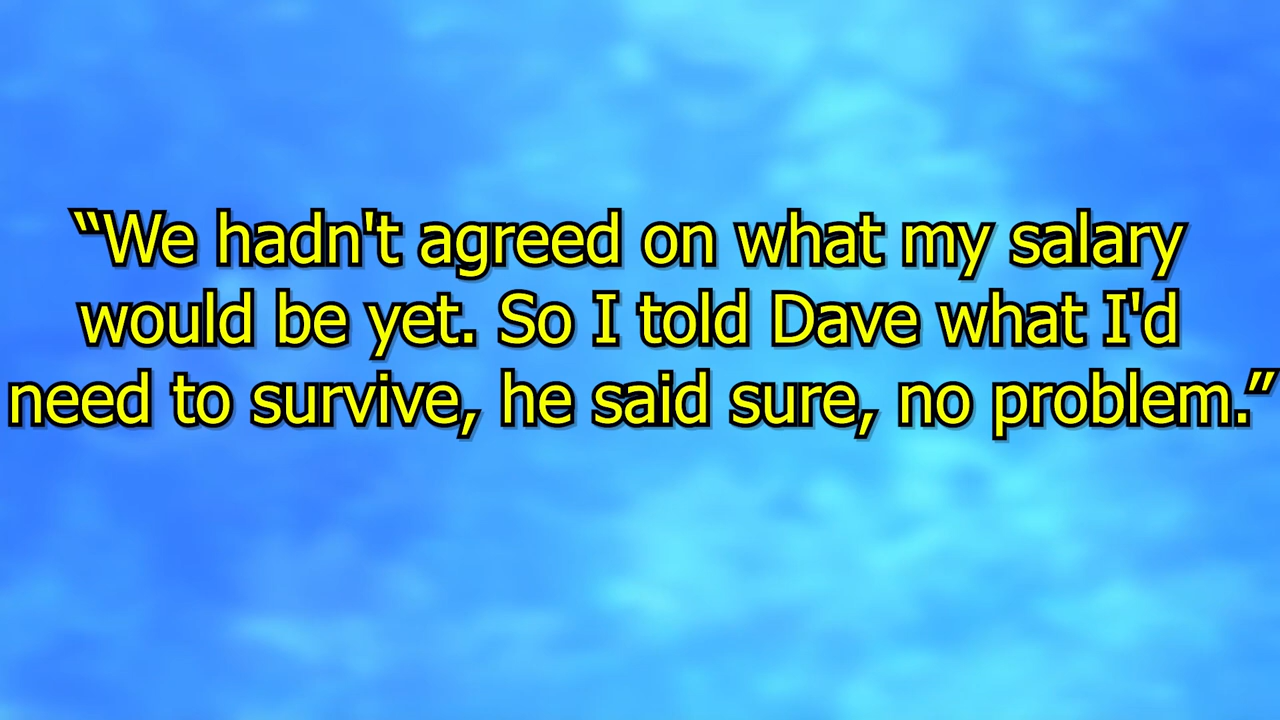 “We hadn't agreed on what my salary
would be yet. So I told Dave what I'd
need to survive, he said sure, no problem.”